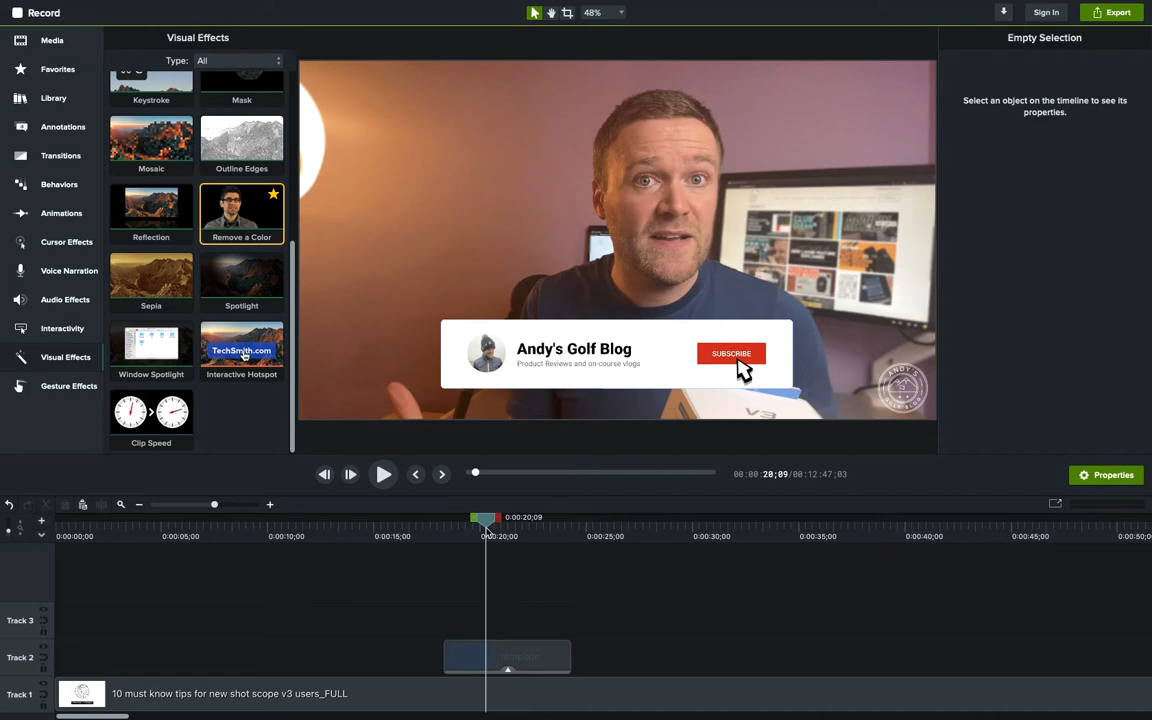 Record
48%
Sign In
Export
Media
Favorites
Library
Annotations
Transitions
Behaviors
Animations
Cursor Effects
Voice Narration
Audio Effects
Interactivity
Visual Effects
Gesture Effects
Visual Effects
Type: All
Keystroke
Mask
Mosaic
Outline Edges
Reflection
Remove a Color
Sepia
Spotlight
TechSmith.com
Window Spotlight
Interactive Hotspot
Clip Speed
Andy's Golf Blog
Product Reviews and on-course vlogs
SUBSCRIBE
V3
ANDY'S
GOLF BLOG
Empty Selection
Select an object on the timeline to see its
properties.
00:00:20;09/00:12:47;03
Properties
0:00:20;09
0:00:00;00
0:00:05;00
0:00:10;00
0:00:15;00
0:00:20;00
0:00:25;00
0:00:30;00
0:00:35;00
0:00:40;00
0:00:45;00
0:00:50;0
Track 3
Track 2
Track 1
10 must know tips for new shot scope v3 users_FULL